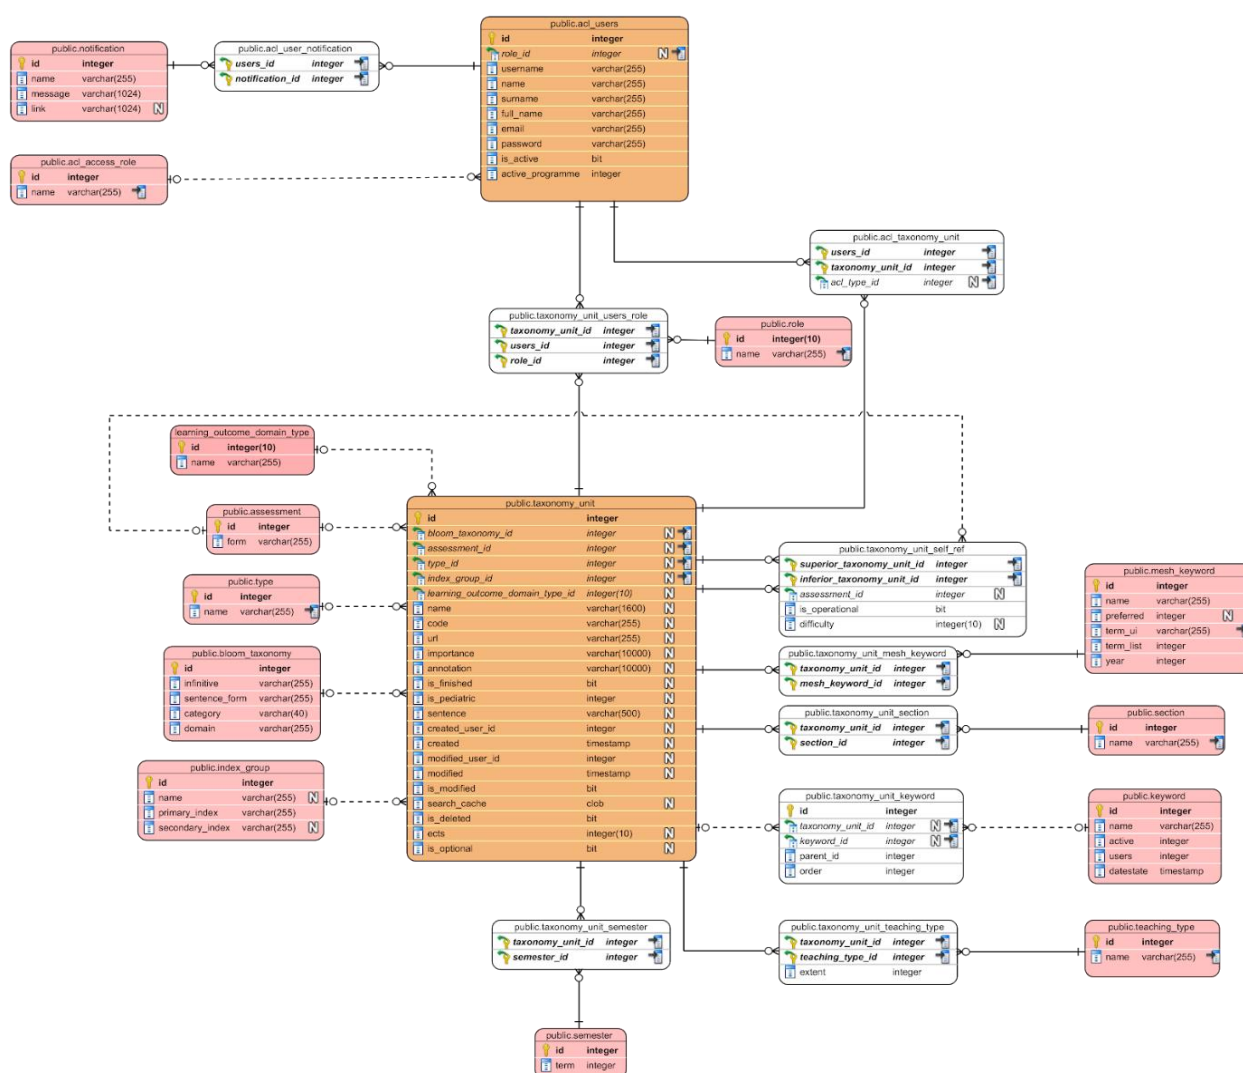 public.acl_users
id integer
role_id integer N
username varchar(255)
name varchar(255)
surname varchar(255)
full_name varchar(255)
email varchar(255)
password varchar(255)
is_active bit
active_programme integer
public.notification
id integer
name varchar(255)
message varchar(1024)
link varchar(1024) N
public.acl_user_notification
users_id integer
notification_id integer
public.acl_access_role
id integer
name varchar(255)
public.acl_taxonomy_unit
users_id integer
taxonomy_unit_id integer
acl_type_id integer N
public.taxonomy_unit_users_role
taxonomy_unit_id integer
users_id integer
role_id integer
public.role
id integer(10)
name varchar(255)
learning_outcome_domain_type
id integer(10)
name varchar(255)
public.assessment
id integer
form varchar(255)
public.type
id integer
name varchar(255)
public.bloom_taxonomy
id integer
infinitive varchar(255)
sentence_form varchar(255)
category varchar(40)
domain varchar(255)
public.index_group
id integer
name varchar(255) N
primary_index varchar(255)
secondary_index varchar(255) N
public.taxonomy_unit
id integer
bloom_taxonomy_id integer N
assessment_id integer N
type_id integer N
index_group_id integer N
learning_outcome_domain_type_id integer(10) N
name varchar(1600) N
code varchar(255) N
url varchar(255) N
importance varchar(10000) N
annotation varchar(10000) N
is_finished bit N
is_pediatric integer N
sentence varchar(500) N
created_user_id integer N
created timestamp N
modified_user_id integer N
modified timestamp N
is_modified bit
search_cache clob N
is_deleted bit
ects integer(10) N
is_optional bit N
public.taxonomy_unit_self_ref
superior_taxonomy_unit_id integer
inferior_taxonomy_unit_id integer
assessment_id integer N
is_operational bit
difficulty integer(10) N
public.mesh_keyword
id integer
name varchar(255)
preferred integer N
term_ui varchar(255)
term_list integer
year integer
public.taxonomy_unit_mesh_keyword
taxonomy_unit_id integer
mesh_keyword_id integer
public.taxonomy_unit_section
taxonomy_unit_id integer
section_id integer
public.section
id integer
name varchar(255)
public.taxonomy_unit_keyword
id integer
taxonomy_unit_id integer N
keyword_id integer N
parent_id integer
order integer
public.keyword
id integer
name varchar(255)
active integer
users integer
datestate timestamp
public.taxonomy_unit_semester
taxonomy_unit_id integer
semester_id integer
public.taxonomy_unit_teaching_type
taxonomy_unit_id integer
teaching_type_id integer
extent integer
public.teaching_type
id integer
name varchar(255)
public.semester
id integer
term integer